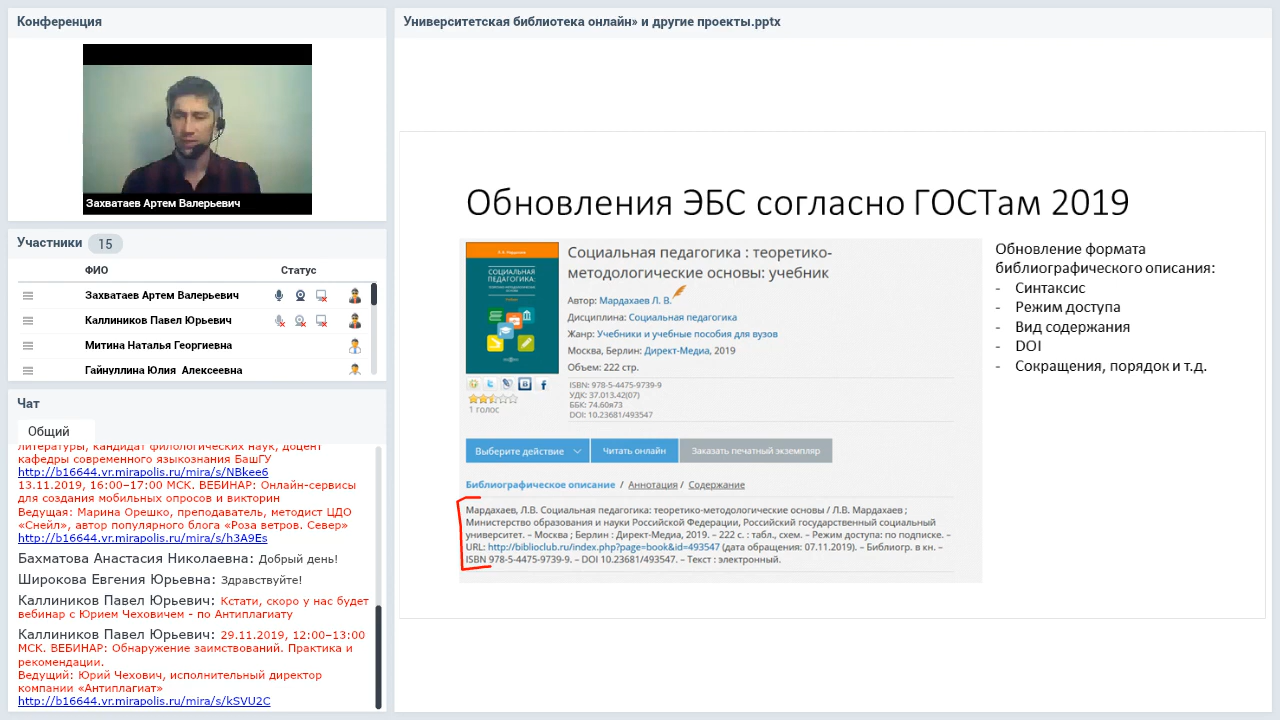 Конференция
Захватаев Артем Валерьевич
Участники 15
ФИО Статус
Захватаев Артем Валерьевич
Каллиников Павел Юрьевич
Митина Наталья Георгиевна
Гайнуллина Юлия Алексеевна
Чат
Общий
литературы, кандидат филологических наук, доцент
кафедры современного языкознания БашГУ
http://b16644.vr.mirapolis.ru/mira/s/NBkee6
13.11.2019, 16:00–17:00 МСК. ВЕБИНАР: Онлайн-сервисы
для создания мобильных опросов и викторин
Ведущая: Марина Орешко, преподаватель, методист ЦДО
«Снейл», автор популярного блога «Роза ветров. Север»
http://b16644.vr.mirapolis.ru/mira/s/h3A9Es
Бахматова Анастасия Николаевна: Добрый день!
Широкова Евгения Юрьевна: Здравствуйте!
Каллиников Павел Юрьевич: Кстати, скоро у нас будет
вебинар с Юрием Чеховичем - по Антиплагиату
Каллиников Павел Юрьевич: 29.11.2019, 12:00–13:00
МСК. ВЕБИНАР: Обнаружение заимствований. Практика и
рекомендации.
Ведущий: Юрий Чехович, исполнительный директор
компании «Антиплагиат»
http://b16644.vr.mirapolis.ru/mira/s/kSVU2C
Университетская библиотека онлайн» и другие проекты.pptx
Обновления ЭБС согласно ГОСТам 2019
СОЦИАЛЬНАЯ
ПЕДАГОГИКА:
Социальная педагогика : теоретико-
методологические основы: учебник
Автор: Мардахаев Л. В.
Дисциплина: Социальная педагогика
Жанр: Учебники и учебные пособия для вузов
Москва, Берлин: Директ-Медиа, 2019
Объем: 222 стр.
1 голос
ISBN: 978-5-4475-9739-9
УДК: 37.013.42(07)
ББК: 74.60я73
DOI: 10.23681/493547
Выберите действие
Читать онлайн
Заказать печатный экземпляр
Библиографическое описание / Аннотация / Содержание
Мардахаев, Л.В. Социальная педагогика: теоретико-методологические основы / Л.В. Мардахаев ;
Министерство образования и науки Российской Федерации, Российский государственный социальный
университет. – Москва ; Берлин : Директ-Медиа, 2019. – 222 с. : табл., схем. – Режим доступа: по подписке. –
URL: http://biblioclub.ru/index.php?page=book&id=493547 (дата обращения: 07.11.2019). – Библиогр. в кн. –
ISBN 978-5-4475-9739-9. – DOI 10.23681/493547. – Текст : электронный.
Обновление формата
библиографического описания:
- Синтаксис
- Режим доступа
- Вид содержания
- DOI
- Сокращения, порядок и т.д.